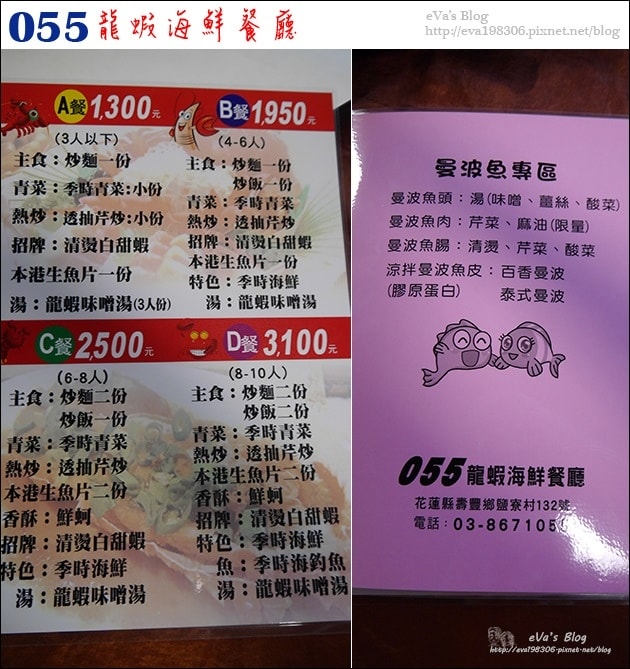 055龍蝦海鮮餐廳
eVa's Blog
http://eva198306.pixnet.net/blog
A餐1,300元
(3人以下)
主食：炒麵一份
青菜：季時青菜:小份
熱炒：透抽芹炒:小份
招牌：清燙白甜蝦
本港生魚片一份
湯：龍蝦味噌湯(3人份)
B餐1,950元
(4-6人)
主食：炒麵一份
炒飯一份
青菜：季時青菜
熱炒：透抽芹炒
招牌：清燙白甜蝦
本港生魚片一份
特色：季時海鮮
湯：龍蝦味噌湯
C餐2,500元
(6-8人)
主食：炒麵二份
炒飯一份
青菜：季時青菜
熱炒：透抽芹炒
本港生魚片二份
香酥：鮮蚵
招牌：清燙白甜蝦
特色：季時海鮮
湯：龍蝦味噌湯
D餐3,100元
(8-10人)
主食：炒麵二份
炒飯二份
青菜：季時青菜
熱炒：透抽芹炒
本港生魚片二份
香酥：鮮蚵
招牌：清燙白甜蝦
特色：季時海鮮
魚：季時海釣魚
湯：龍蝦味噌湯
曼波魚專區
曼波魚頭：湯(味噌、薑絲、酸菜)
曼波魚肉：芹菜、麻油(限量)
曼波魚腸：清燙、芹菜、酸菜
涼拌曼波魚皮：百香曼波
(膠原蛋白) 泰式曼波
055龍蝦海鮮餐廳
花蓮縣壽豐鄉鹽寮村132號
電話：03-867105
eVa's Blog
http://eva198306.pixnet.net/blog